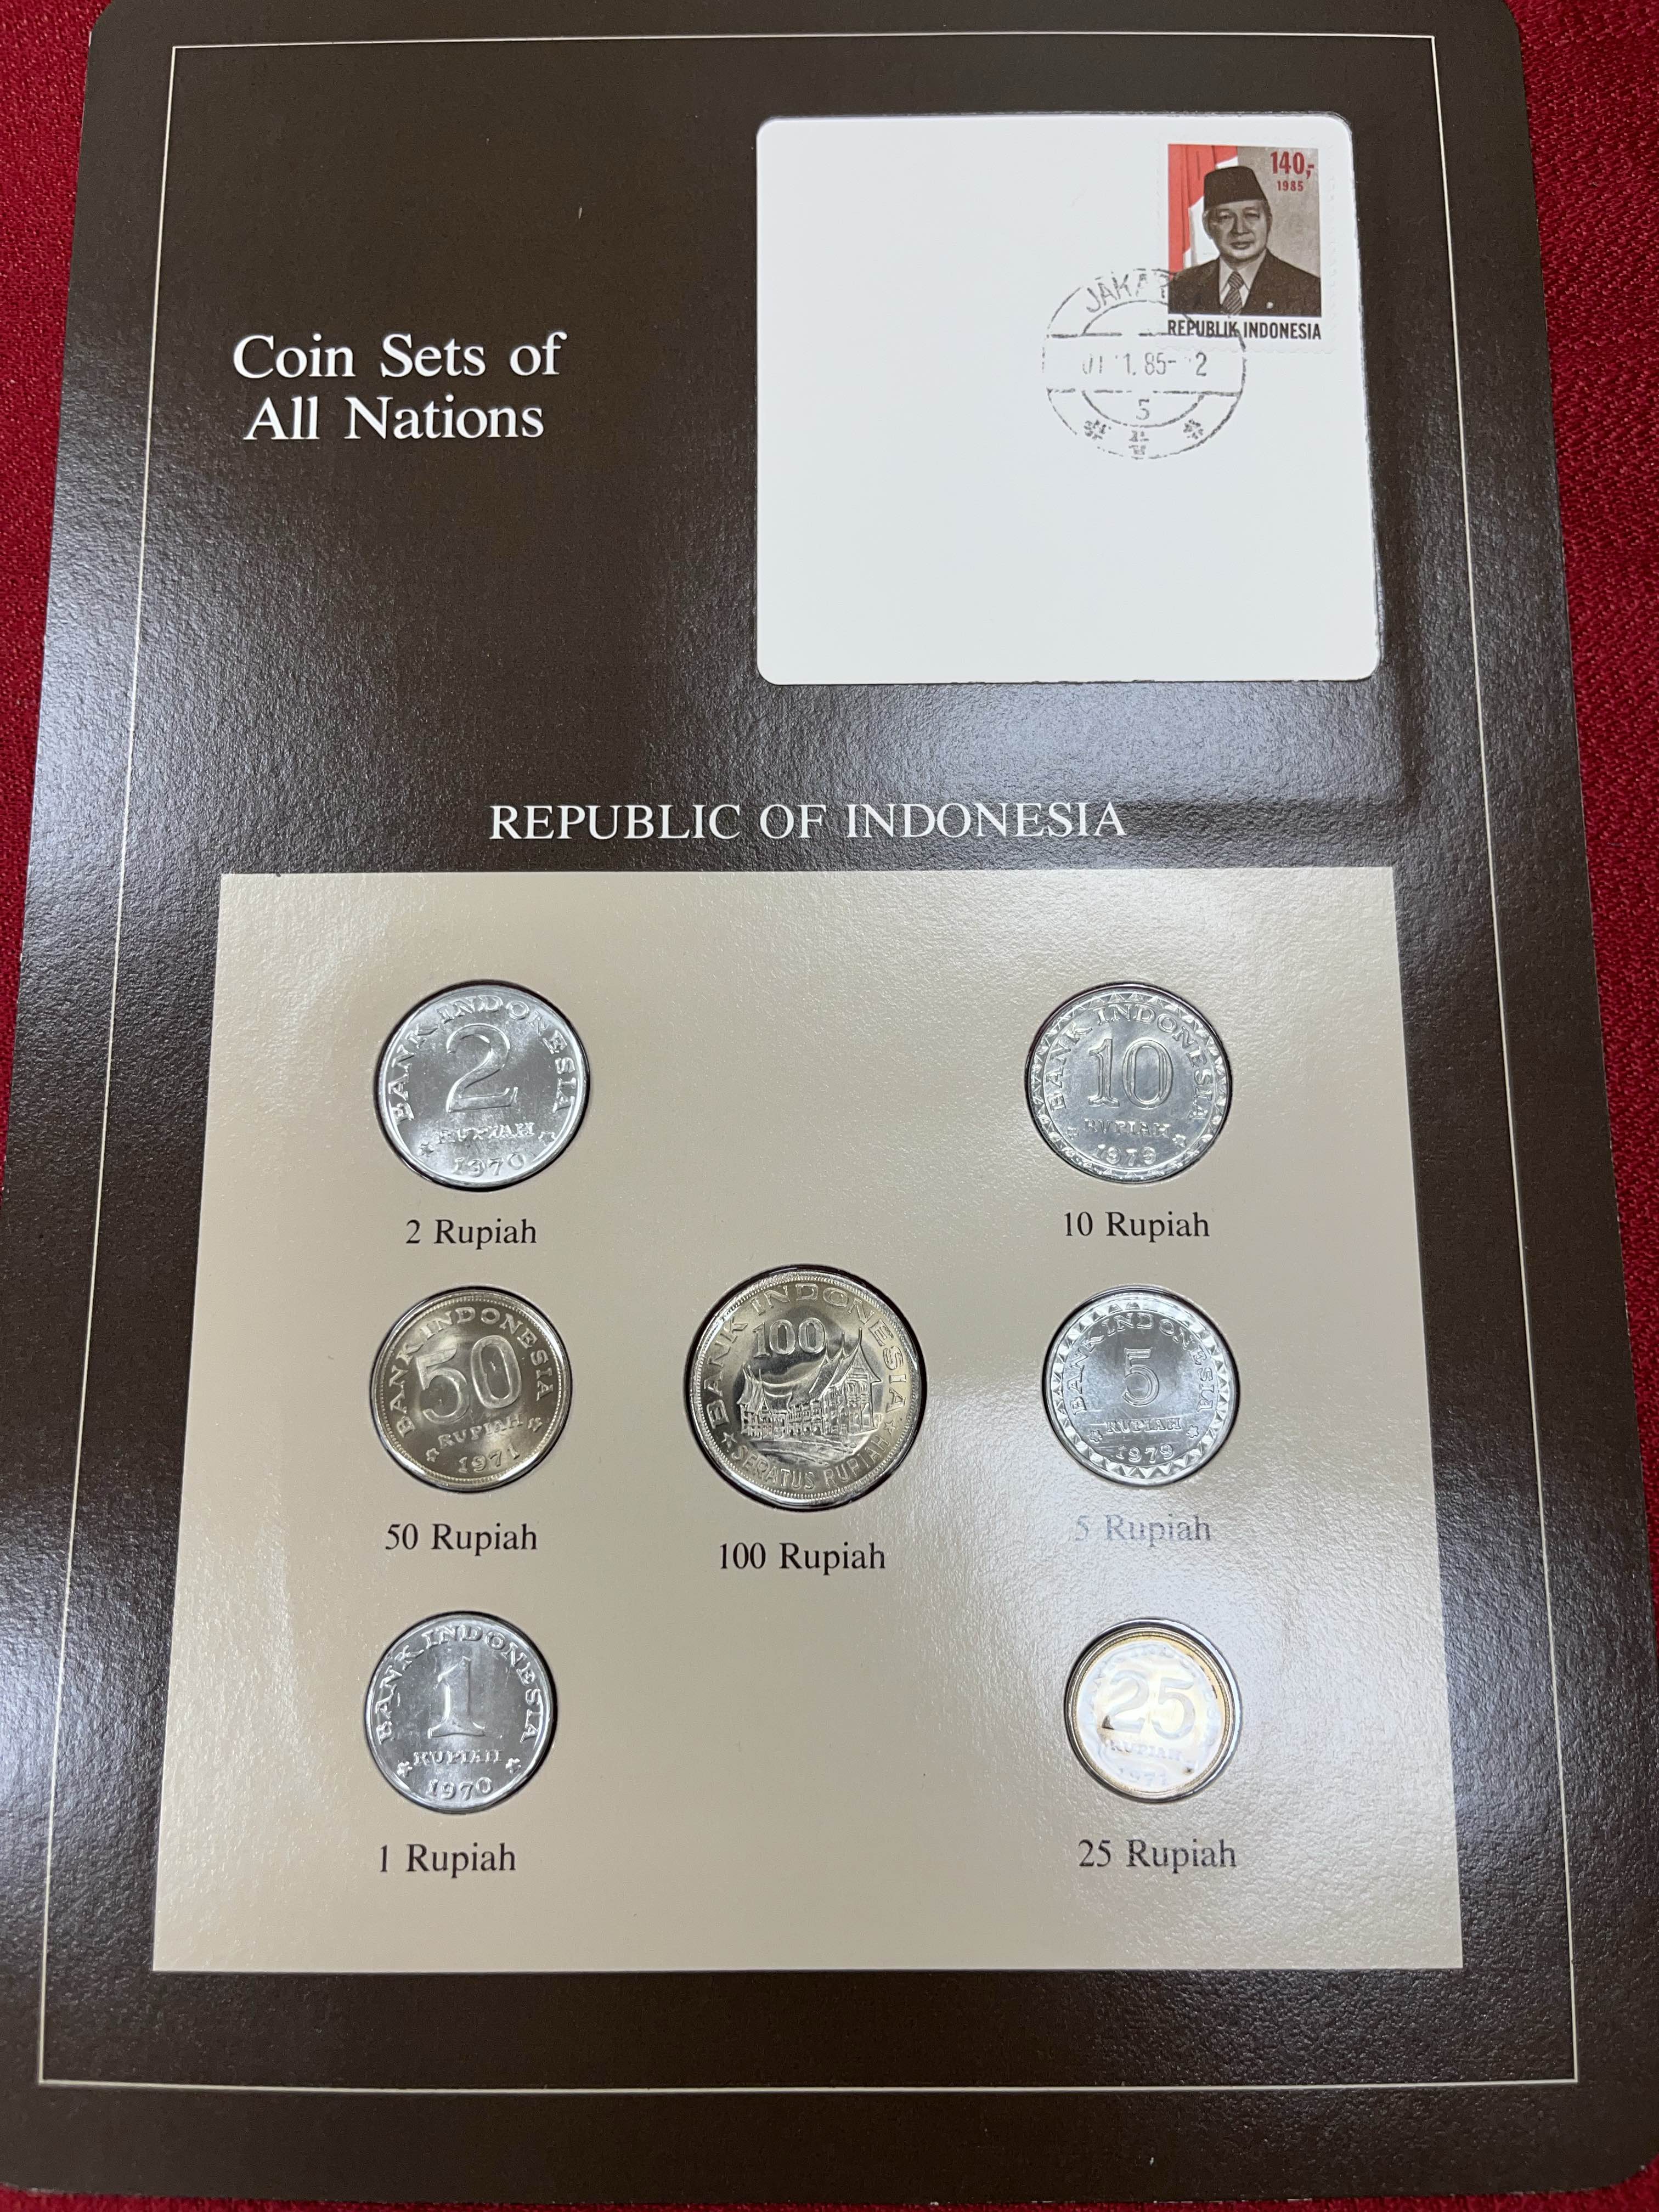 Coin Sets of
All Nations
140,-
1985
REPUBLIK INDONESIA
5
REPUBLIC OF INDONESIA
BANK INDONESIA
2
RUPIAH
1970
2 Rupiah
BANK INDONESIA
10
RUPIAH
1979
10 Rupiah
BANK INDONESIA
50
RUPIAH
1971
50 Rupiah
BANK INDONESIA
100
SERATUS RUPIAH
100 Rupiah
BANK INDONESIA
5
RUPIAH
1979
5 Rupiah
BANK INDONESIA
1
RUPIAH
1970
1 Rupiah
25
RUPIAH
25 Rupiah